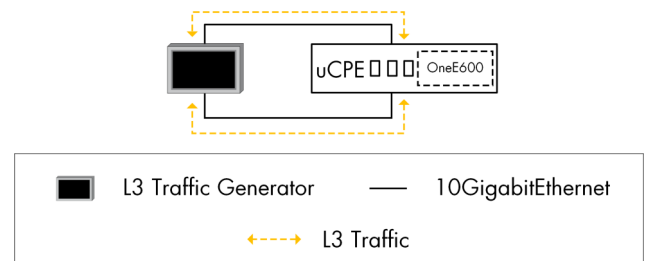 uCPE
OneE600
L3 Traffic Generator
10GigabitEthernet
L3 Traffic